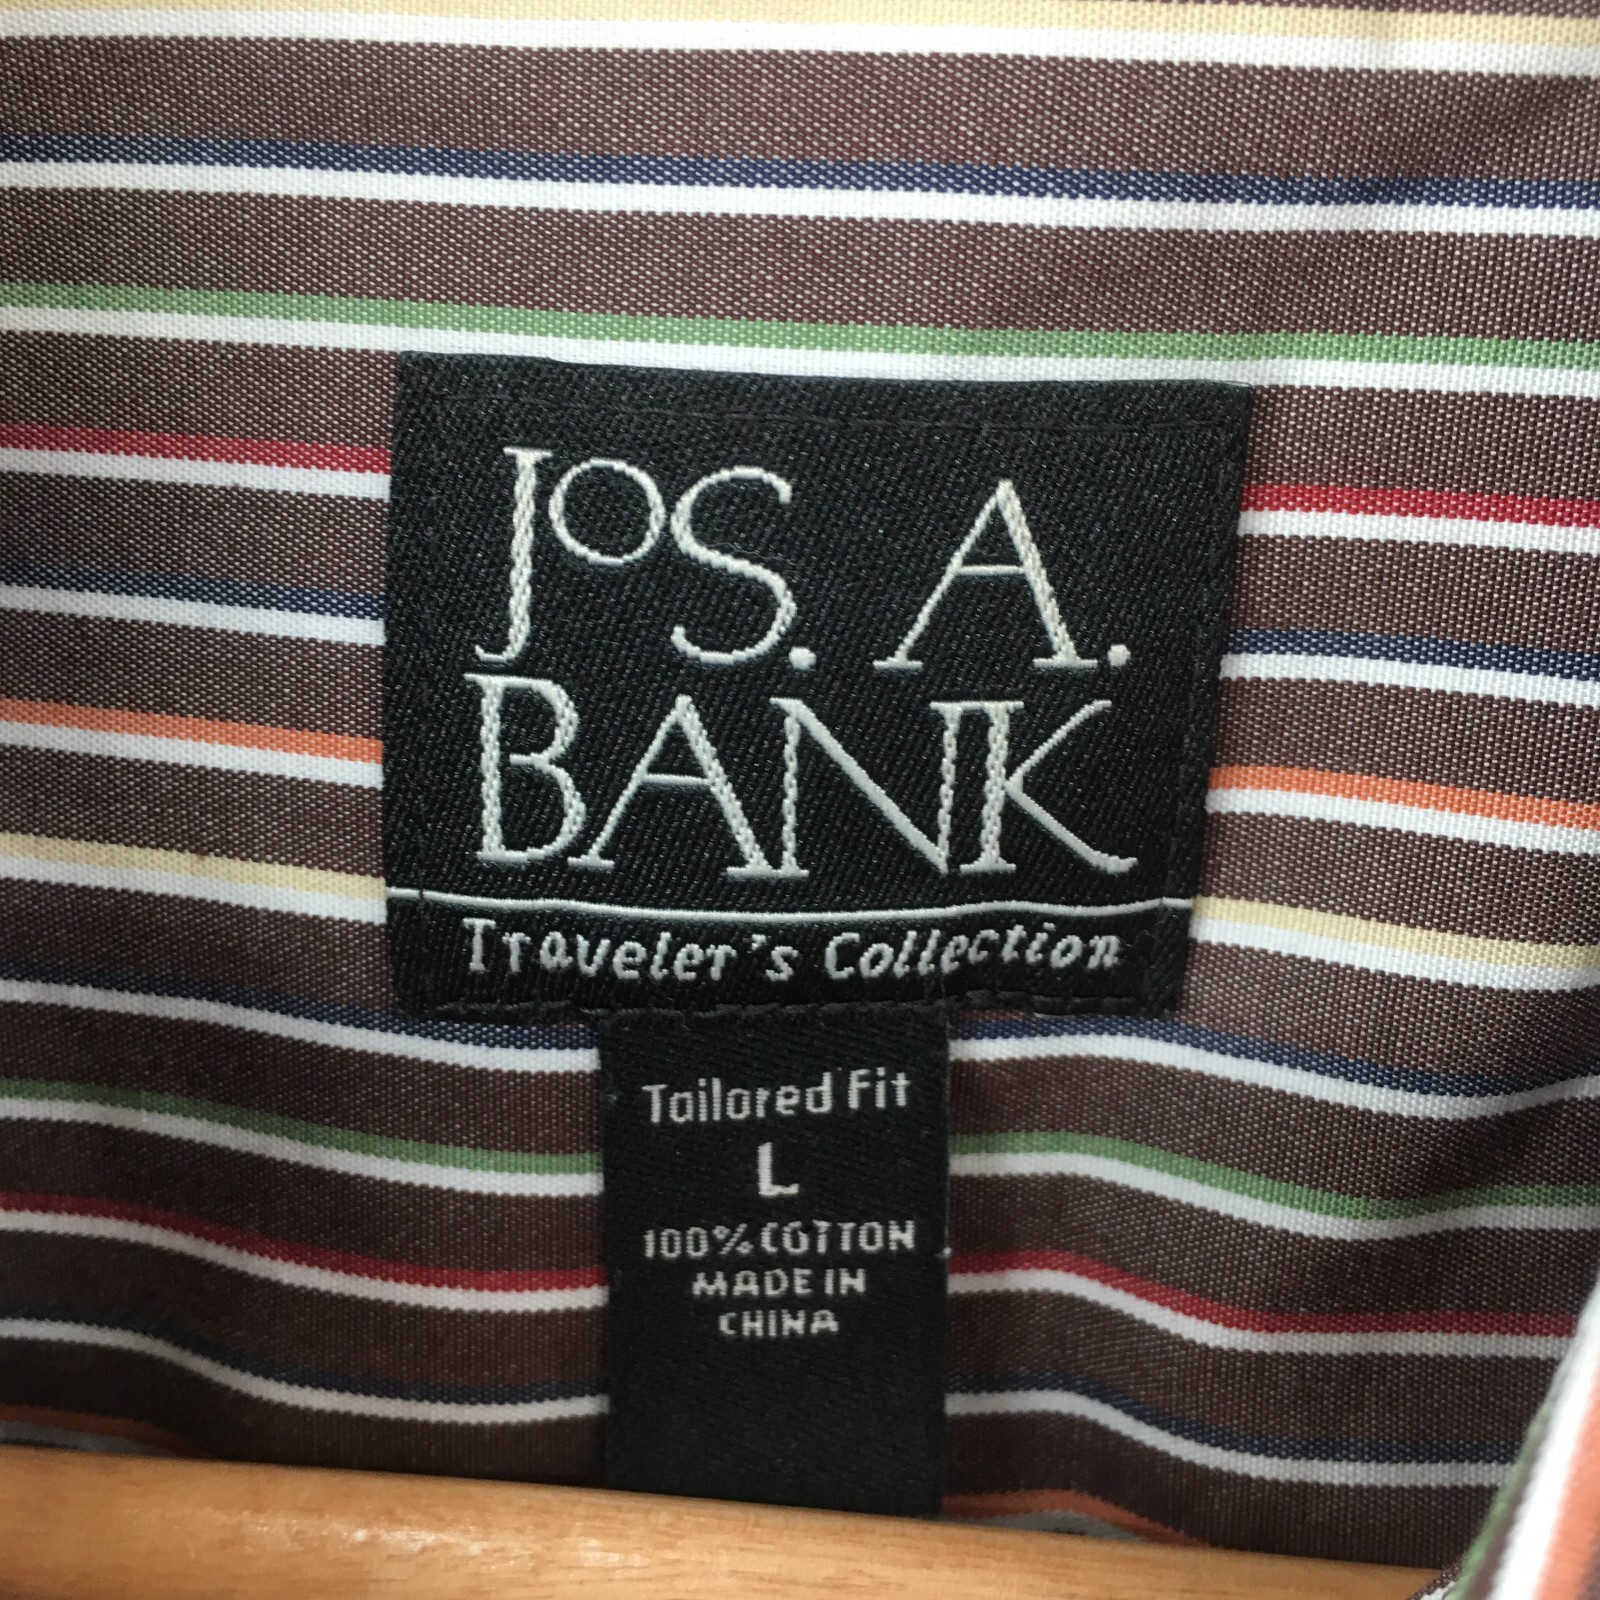 JOS. A.
BANK
Traveler's Collection
Tailored Fit
L
100% COTTON
MADE IN
CHINA